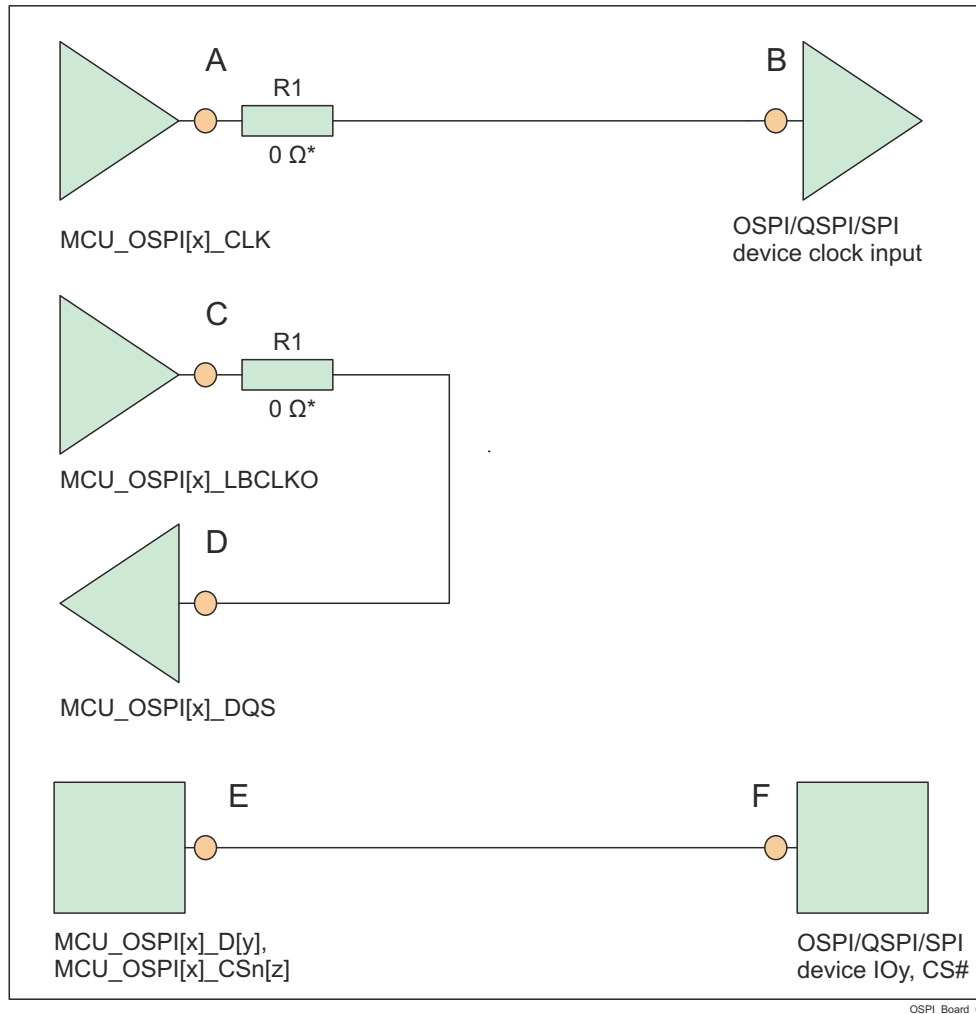 A
B
R1
0 Ω*
MCU_OSPI[x]_CLK
OSPI/QSPI/SPI
device clock input
C
R1
0 Ω*
MCU_OSPI[x]_LBCLKO
D
MCU_OSPI[x]_DQS
E
F
MCU_OSPI[x]_D[y],
MCU_OSPI[x]_CSn[z]
OSPI/QSPI/SPI
device IOy, CS#
OSPI_Board